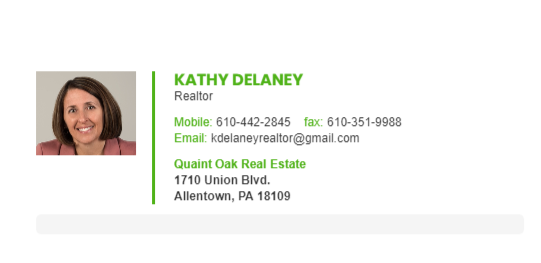 KATHY DELANEY
Realtor
Mobile: 610-442-2845 fax: 610-351-9988
Email: kdelaneyrealtor@gmail.com
Quaint Oak Real Estate
1710 Union Blvd.
Allentown, PA 18109